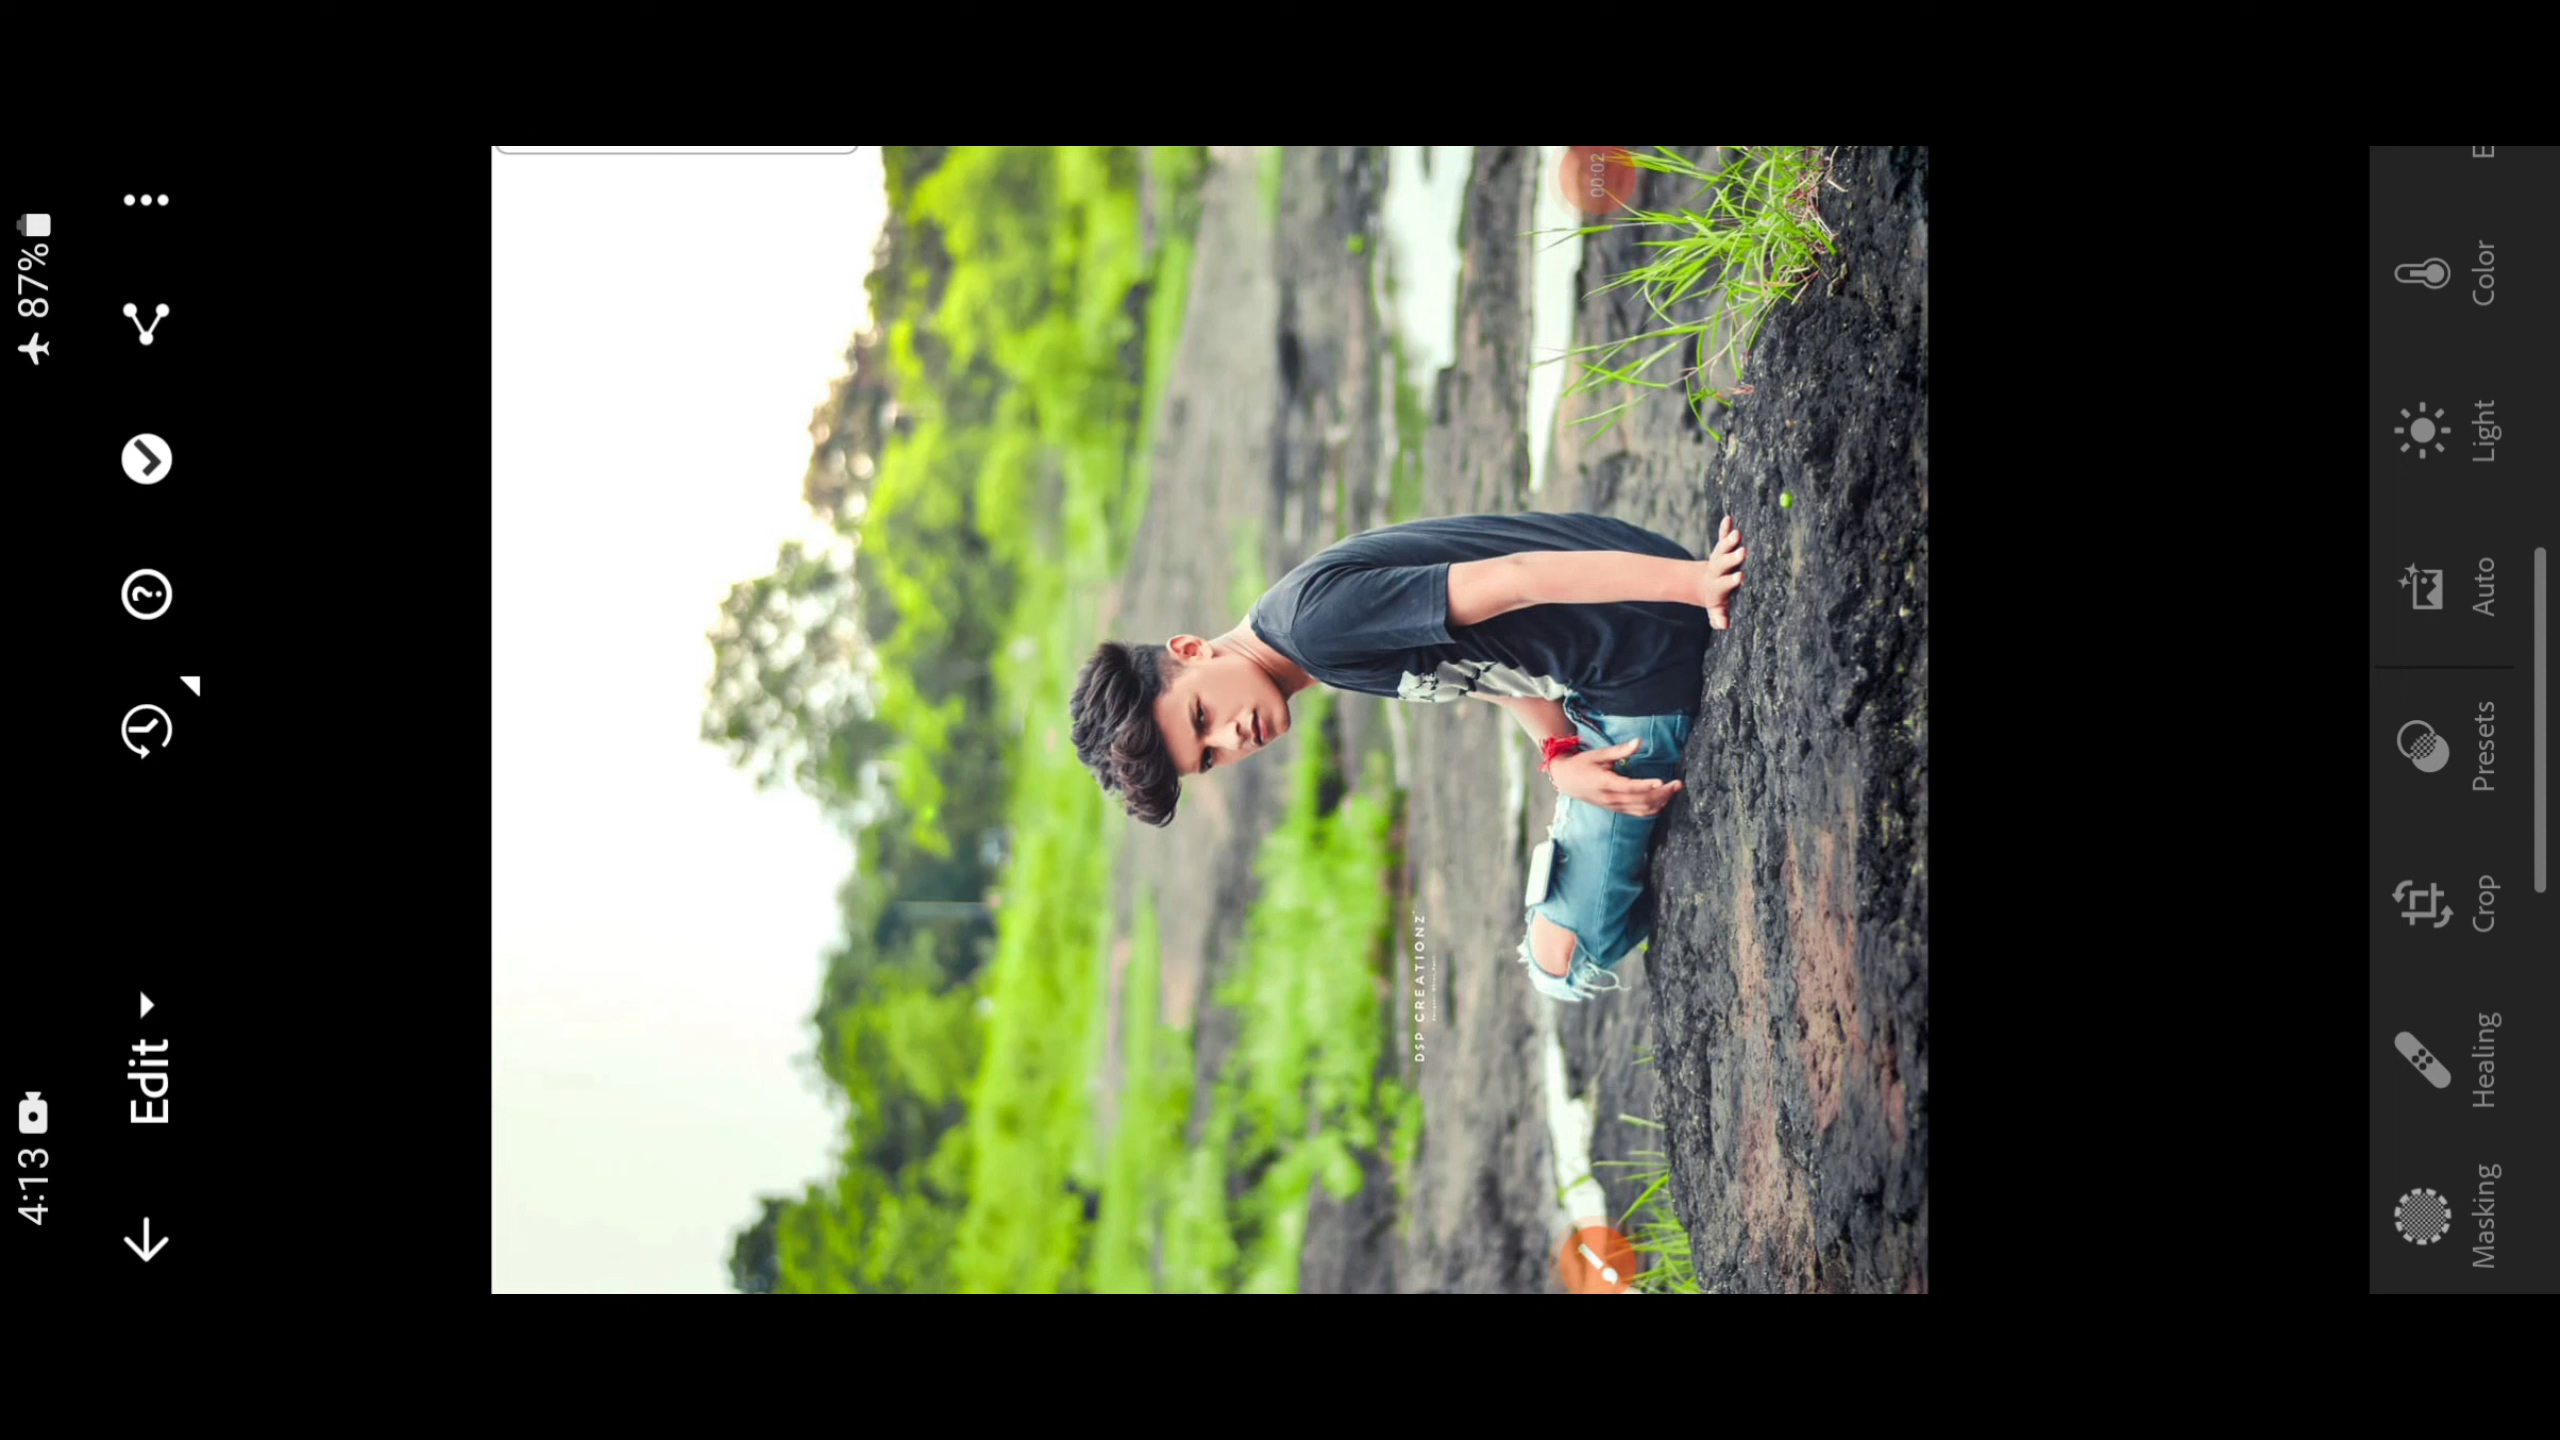 4:13
87%
Edit
00:02
DSP CREATIONZ
Masking
Healing
Crop
Presets
Auto
Light
Color